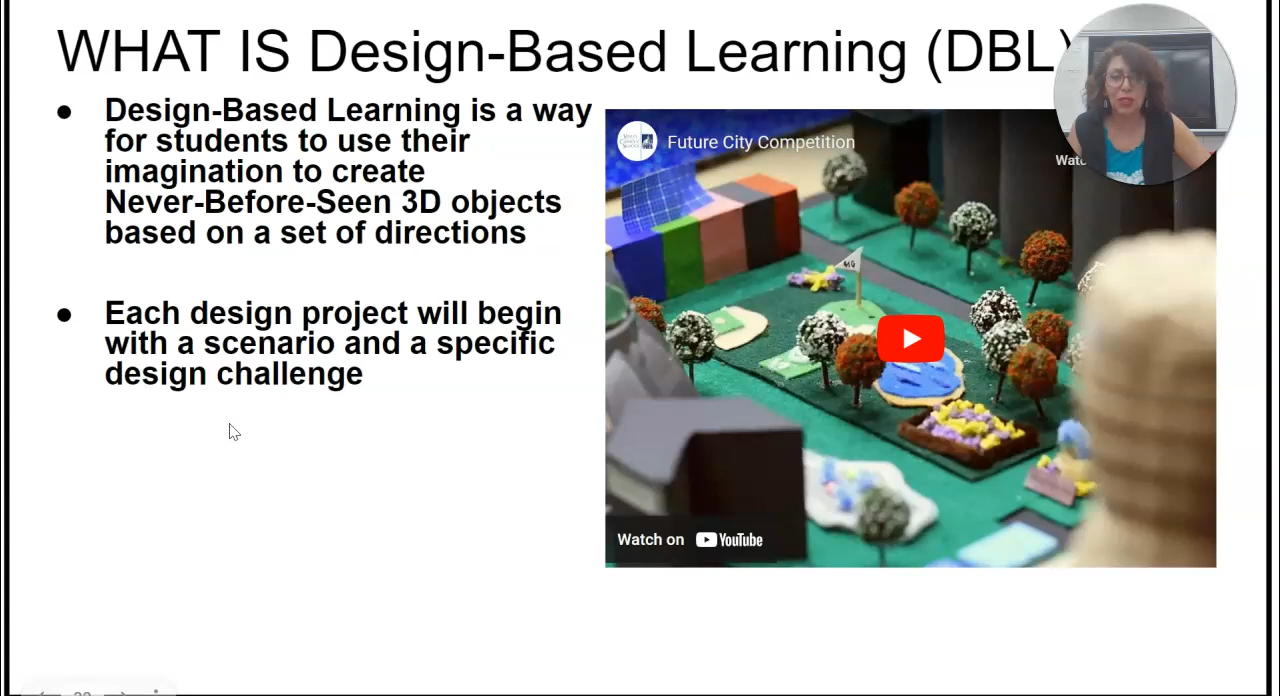 WHAT IS Design-Based Learning (DBL)
● Design-Based Learning is a way
for students to use their
imagination to create
Never-Before-Seen 3D objects
based on a set of directions
● Each design project will begin
with a scenario and a specific
design challenge
Future City Competition
MG
Watch on YouTube